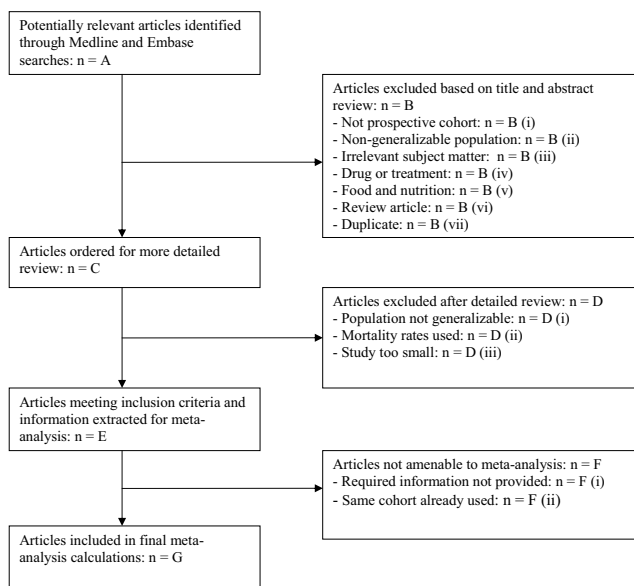 Potentially relevant articles identified
through Medline and Embase
searches: n = A
Articles excluded based on title and abstract
review: n = B
- Not prospective cohort: n = B (i)
- Non-generalizable population: n = B (ii)
- Irrelevant subject matter:  n = B (iii)
- Drug or treatment: n = B (iv)
- Food and nutrition: n = B (v)
- Review article: n = B (vi)
- Duplicate: n = B (vii)
Articles ordered for more detailed
review: n = C
Articles excluded after detailed review: n = D
- Population not generalizable: n = D (i)
- Mortality rates used: n = D (ii)
- Study too small: n = D (iii)
Articles meeting inclusion criteria and
information extracted for meta-
analysis: n = E
Articles not amenable to meta-analysis: n = F
- Required information not provided: n = F (i)
- Same cohort already used: n = F (ii)
Articles included in final meta-
analysis calculations: n = G